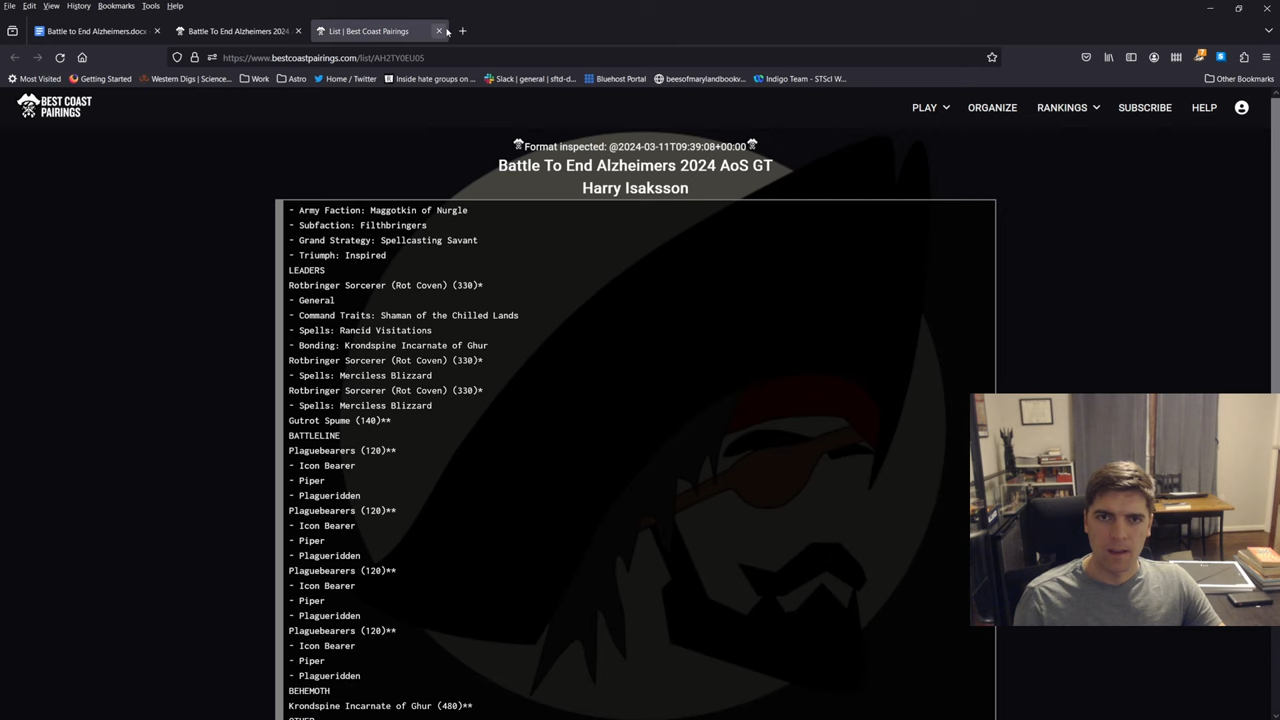 File Edit View History Bookmarks Tools Help
Battle to End Alzheimers.docx
Battle To End Alzheimers 2024
List | Best Coast Pairings
https://www.bestcoastpairings.com/list/AH2TY0EU0S
Most Visited Getting Started Western Digs | Science... Work Astro Home / Twitter Inside hate groups on ... Slack | general | sftd-d... Bluehost Portal beesofmarylandbookv... Indigo Team - STScI W... Other Bookmarks
BEST COAST
PAIRINGS
PLAY ORGANIZE RANKINGS SUBSCRIBE HELP
Format inspected: @2024-03-11T09:39:08+00:00
Battle To End Alzheimers 2024 AoS GT
Harry Isaksson
- Army Faction: Maggotkin of Nurgle
- Subfaction: Filthbringers
- Grand Strategy: Spellcasting Savant
- Triumph: Inspired
LEADERS
Rotbringer Sorcerer (Rot Coven) (330)*
- General
- Command Traits: Shaman of the Chilled Lands
- Spells: Rancid Visitations
- Bonding: Krondspine Incarnate of Ghur
Rotbringer Sorcerer (Rot Coven) (330)*
- Spells: Merciless Blizzard
Rotbringer Sorcerer (Rot Coven) (330)*
- Spells: Merciless Blizzard
Gutrot Spume (140)**
BATTLELINE
Plaguebearers (120)**
- Icon Bearer
- Piper
- Plagueridden
Plaguebearers (120)**
- Icon Bearer
- Piper
- Plagueridden
Plaguebearers (120)**
- Icon Bearer
- Piper
- Plagueridden
Plaguebearers (120)**
- Icon Bearer
- Piper
- Plagueridden
BEHEMOTH
Krondspine Incarnate of Ghur (480)**
OTHER